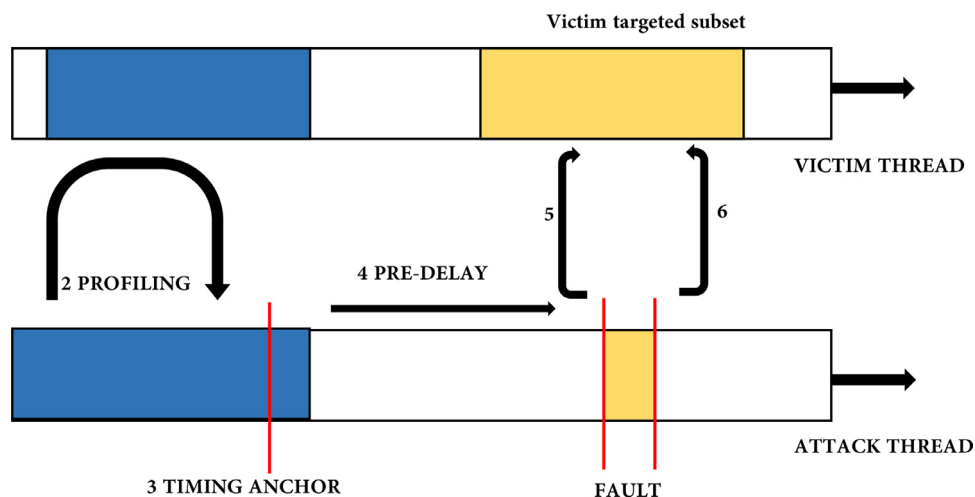 Victim targeted subset
VICTIM THREAD
5
6
2 PROFILING
4 PRE-DELAY
ATTACK THREAD
3 TIMING ANCHOR
FAULT